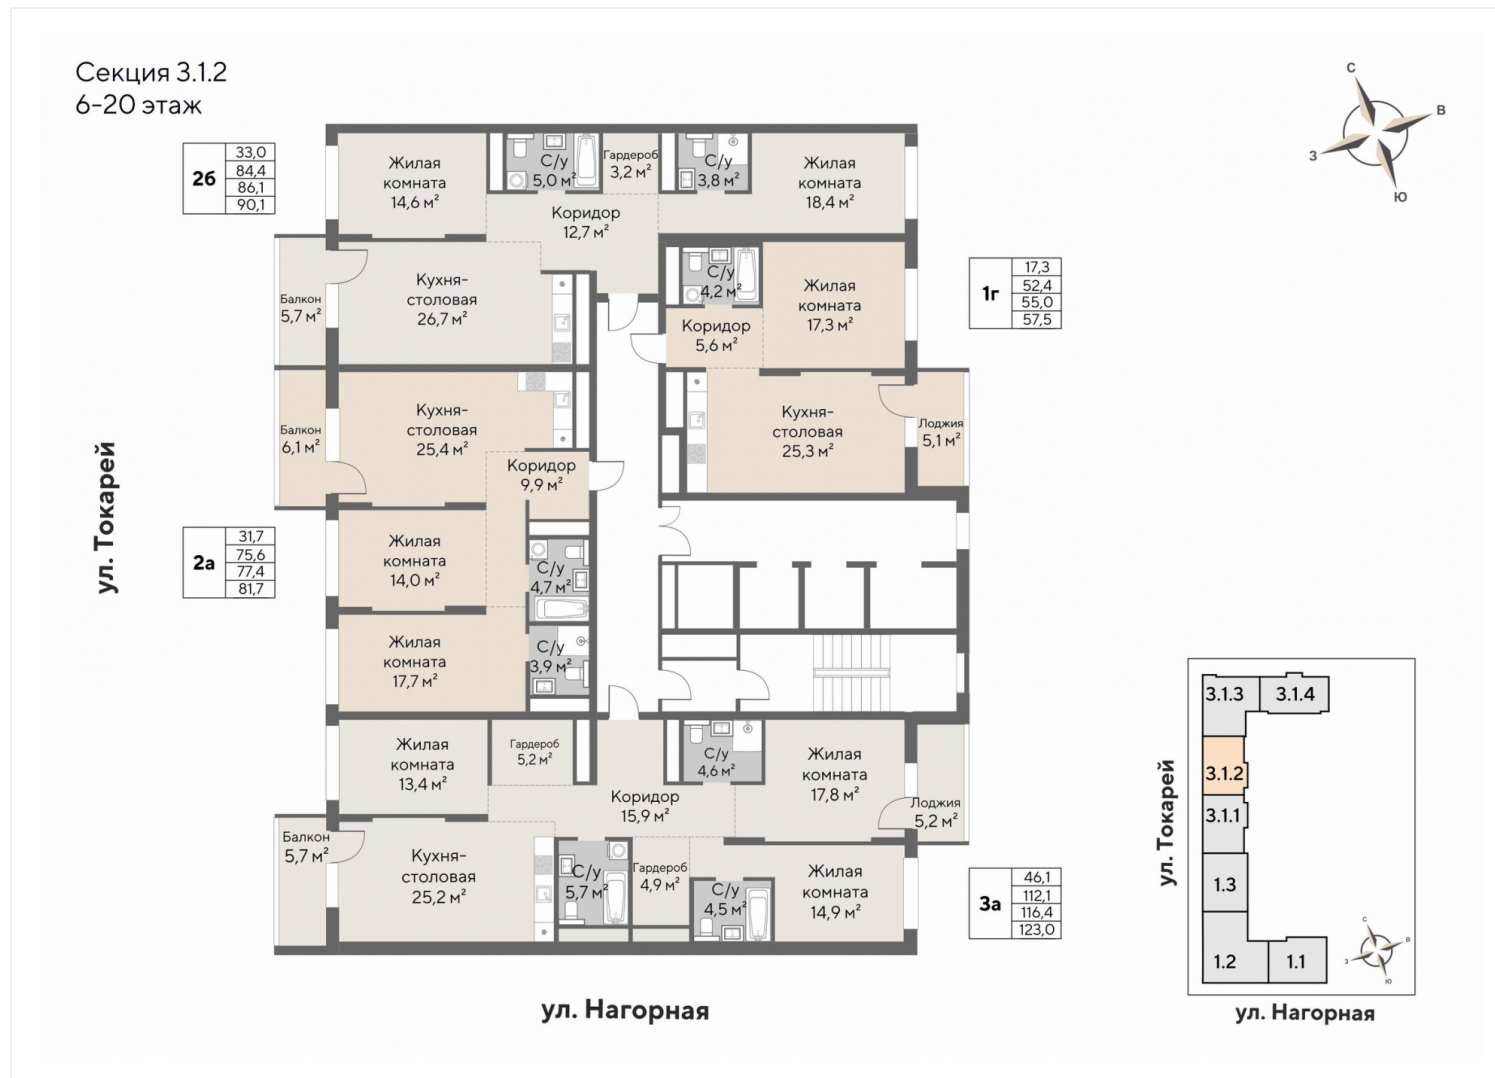 Секция 3.1.2
6-20 этаж
С
В
З
Ю
2б
33,0
84,4
86,1
90,1
Жилая
комната
14,6 м²
С/у
5,0 м²
Гардероб
3,2 м²
С/у
3,8 м²
Жилая
комната
18,4 м²
Коридор
12,7 м²
Балкон
5,7 м²
Кухня-
столовая
26,7 м²
С/у
4,2 м²
Жилая
комната
17,3 м²
Коридор
5,6 м²
1г
17,3
52,4
55,0
57,5
Кухня-
столовая
25,3 м²
Лоджия
5,1 м²
Балкон
6,1 м²
Кухня-
столовая
25,4 м²
Коридор
9,9 м²
ул. Токарей
2а
31,7
75,6
77,4
81,7
Жилая
комната
14,0 м²
С/у
4,7 м²
Жилая
комната
17,7 м²
С/у
3,9 м²
Жилая
комната
13,4 м²
Гардероб
5,2 м²
С/у
4,6 м²
Жилая
комната
17,8 м²
Коридор
15,9 м²
Лоджия
5,2 м²
Балкон
5,7 м²
Кухня-
столовая
25,2 м²
С/у
5,7 м²
Гардероб
4,9 м²
С/у
4,5 м²
Жилая
комната
14,9 м²
3а
46,1
112,1
116,4
123,0
ул. Нагорная
3.1.3
3.1.4
3.1.2
3.1.1
1.3
1.2
1.1
ул. Токарей
С
В
З
Ю
ул. Нагорная